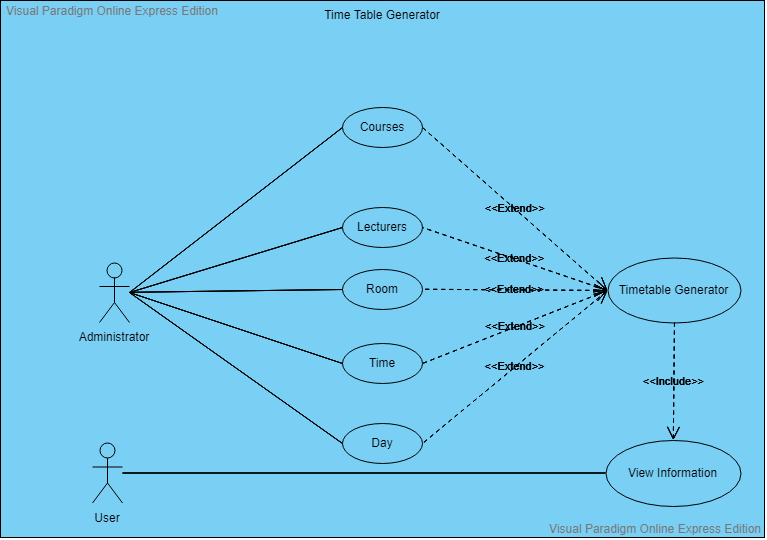 Visual Paradigm Online Express Edition
Time Table Generator
Courses
<<Extend>>
Lecturers
<<Extend>>
Room
<<Extend>>
Timetable Generator
Administrator
<<Extend>>
Time
<<Extend>>
<<Include>>
Day
View Information
User
Visual Paradigm Online Express Edition